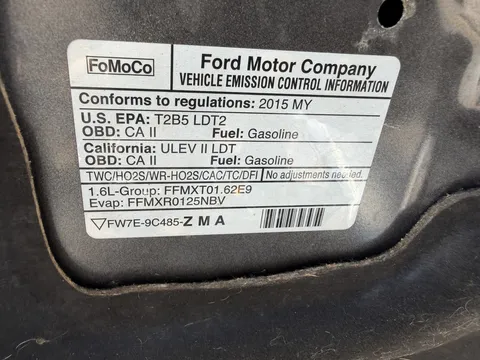 FoMoCo
Ford Motor Company
VEHICLE EMISSION CONTROL INFORMATION
Conforms to regulations: 2015 MY
U.S. EPA: T2B5 LDT2
OBD: CA II Fuel: Gasoline
California: ULEV II LDT
OBD: CA II Fuel: Gasoline
TWC/HO2S/WR-HO2S/CAC/TC/DFI No adjustments needed.
1.6L-Group: FFMXT01.62E9
Evap: FFMXR0125NBV
FW7E-9C485-ZMA